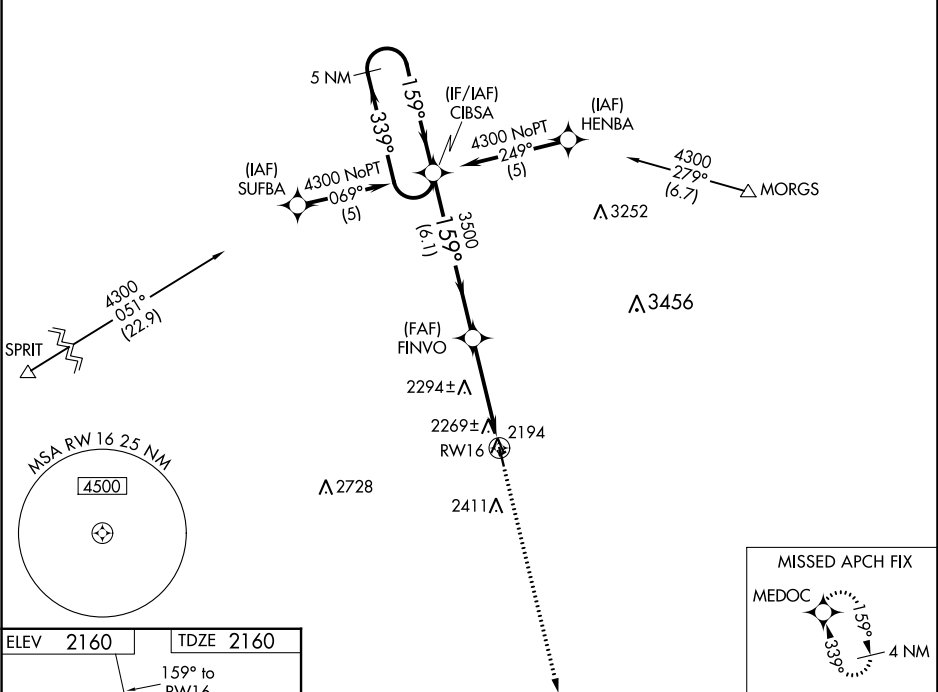 5 NM
159°
339°
(IF/IAF)
CIBSA
(IAF)
HENBA
4300 NoPT
249°
(5)
4300
279°
(6.7)
MORGS
(IAF)
SUFBA
4300 NoPT
069°
(5)
3252
3500
159°
(6.1)
3456
4300
051°
(22.9)
SPRIT
(FAF)
FINVO
2294±
2269±
2194
RW16
MSA RW 16 25 NM
4500
2728
2411
MISSED APCH FIX
MEDOC
159°
339°
4 NM
ELEV 2160
TDZE 2160
159° to
RW16